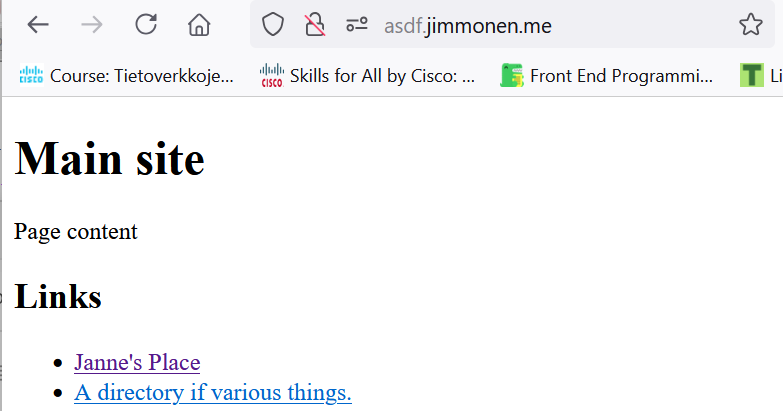 asdf.jimmonen.me
Course: Tietoverkkoje... Skills for All by Cisco: ... Front End Programmi... Li
Main site
Page content
Links
Janne's Place
A directory if various things.